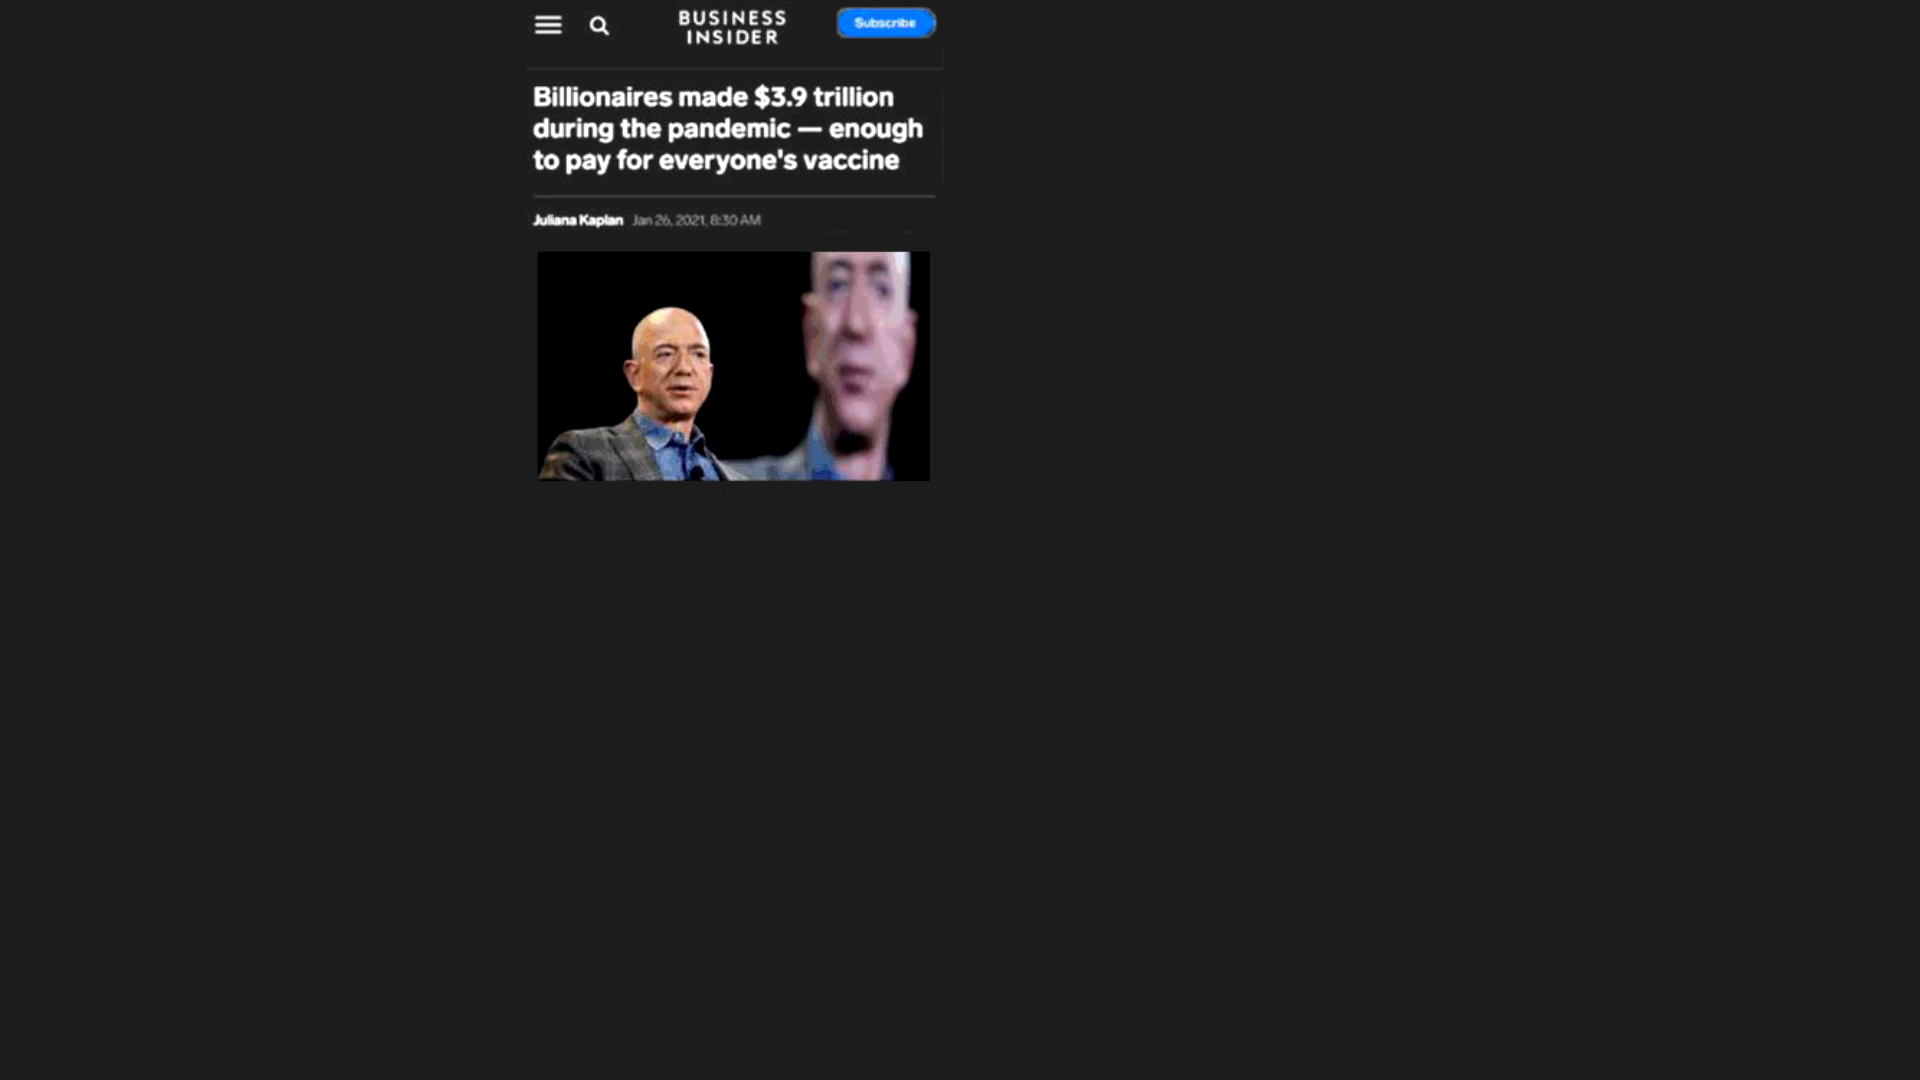 BUSINESS
INSIDER
Subscribe
Billionaires made $3.9 trillion
during the pandemic — enough
to pay for everyone's vaccine
Juliana Kaplan Jan 26, 2021, 8:30 AM